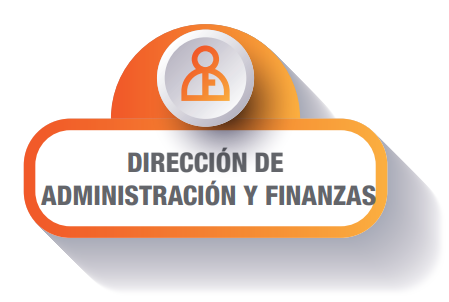 DIRECCIÓN DE
ADMINISTRACIÓN Y FINANZAS